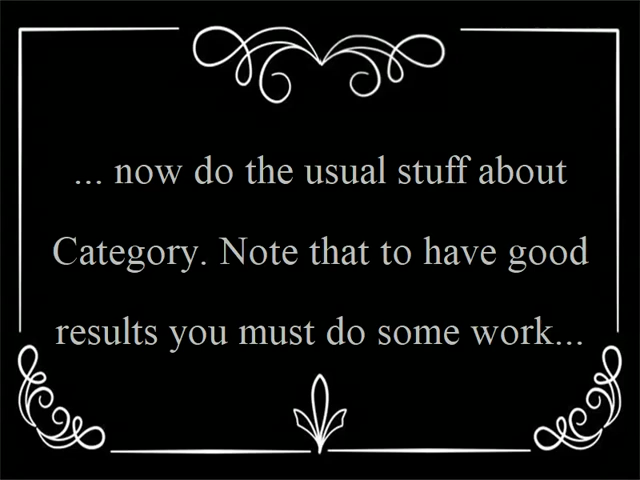 ... now do the usual stuff about
Category. Note that to have good
results you must do some work...